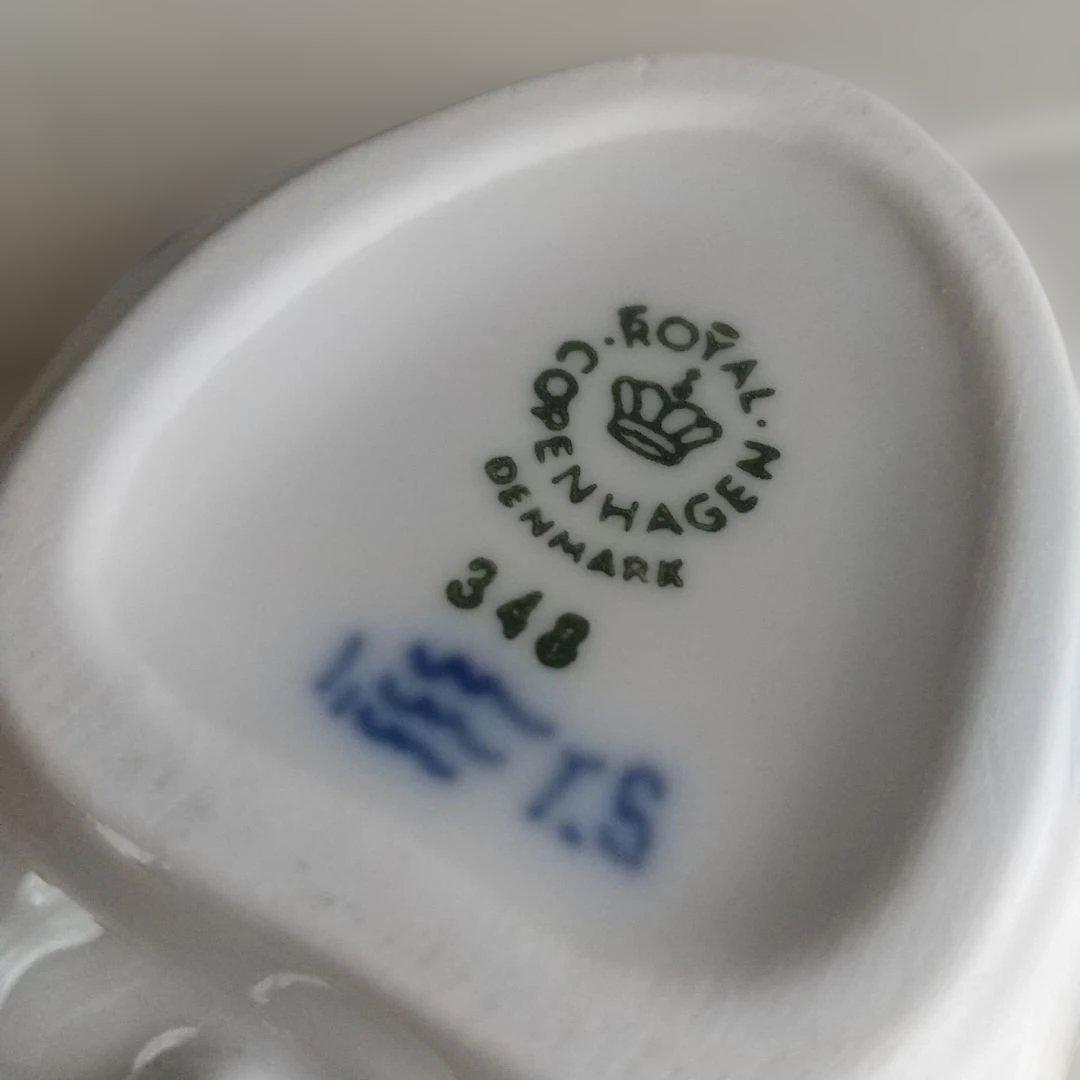 ROYAL
COPENHAGEN
DENMARK
348
T.S